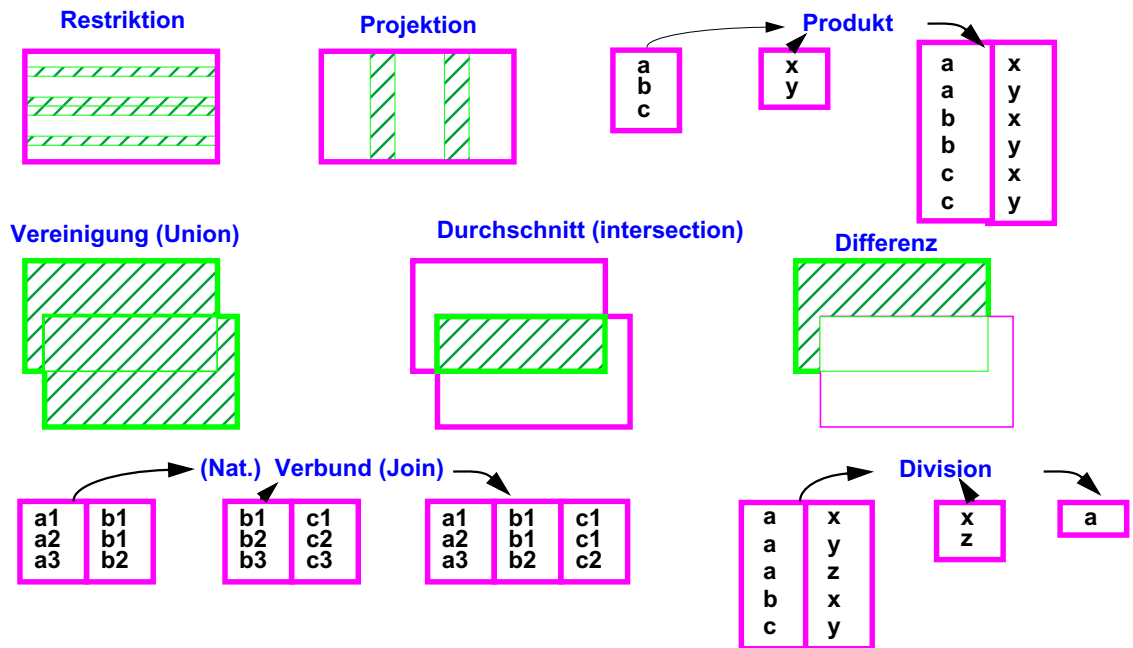 Restriktion
Projektion
Produkt
a
b
c
x
y
a x
a y
b x
b y
c x
c y
Vereinigung (Union)
Durchschnitt (intersection)
Differenz
(Nat.) Verbund (Join)
a1 b1
a2 b1
a3 b2
b1 c1
b2 c2
b3 c3
a1 b1 c1
a2 b1 c1
a3 b2 c2
Division
a x
a y
a z
b x
c y
x
z
a